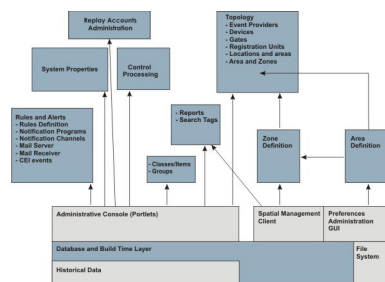 Replay Accounts
Administration
Topology
- Event Providers
- Devices
- Gates
- Registration Units
- Locations and areas
- Area and Zones
System Properties
Control
Processing
Rules and Alerts
- Rules Definition
- Notification Programs
- Notification Channels
- Mail Server
- Mail Receiver
- CEI events
- Reports
- Search Tags
- Classes/Items
- Groups
Zone
Definition
Area
Definition
Administrative Console (Portlets)
Spatial Management
Client
Preferences
Administration
GUI
Database and Build Time Layer
File
System
Historical Data